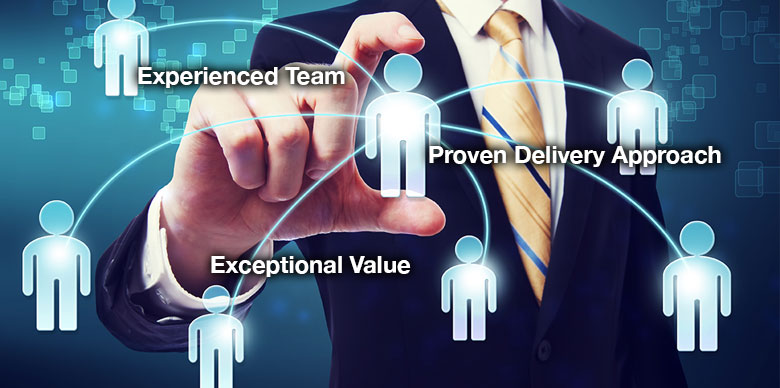 Experienced Team
Proven Delivery Approach
Exceptional Value